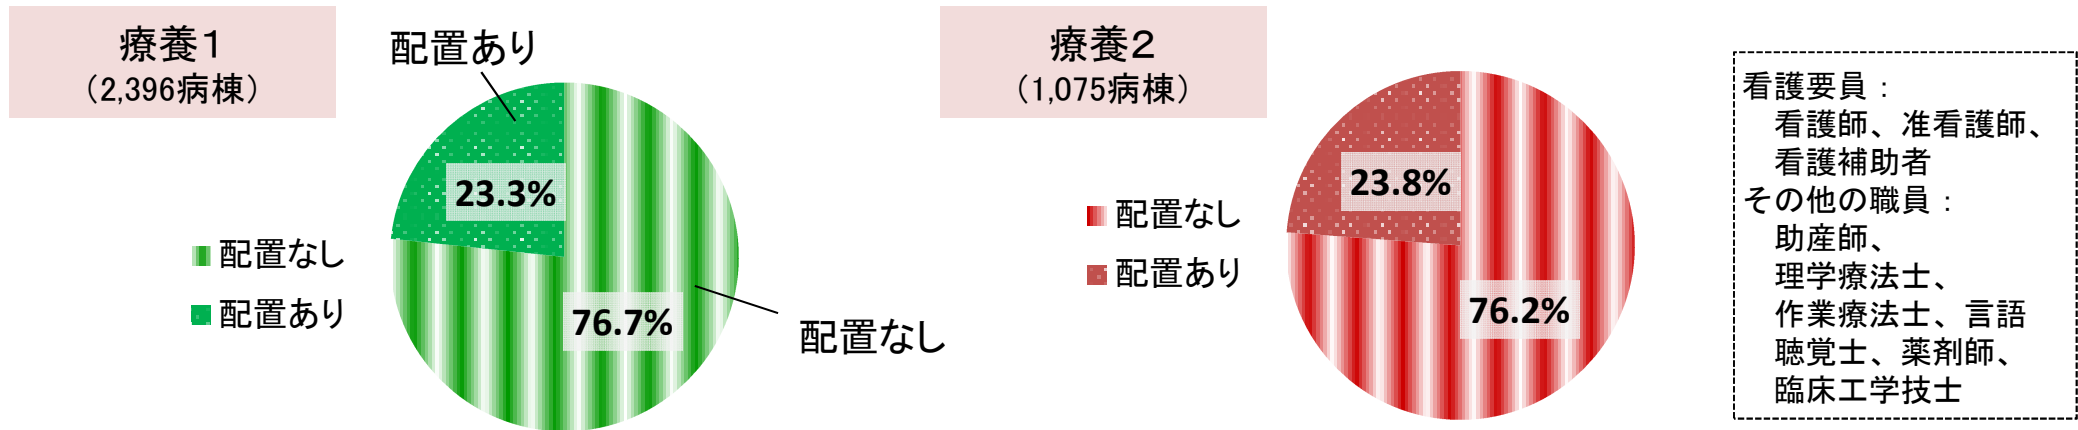 療養1
（2,396病棟）
配置あり
23.3%
配置なし
配置あり
76.7%
配置なし
療養2
（1,075病棟）
23.8%
配置なし
配置あり
76.2%
看護要員：
看護師、准看護師、
看護補助者
その他の職員：
助産師、
理学療法士、
作業療法士、言語
聴覚士、薬剤師、
臨床工学技士